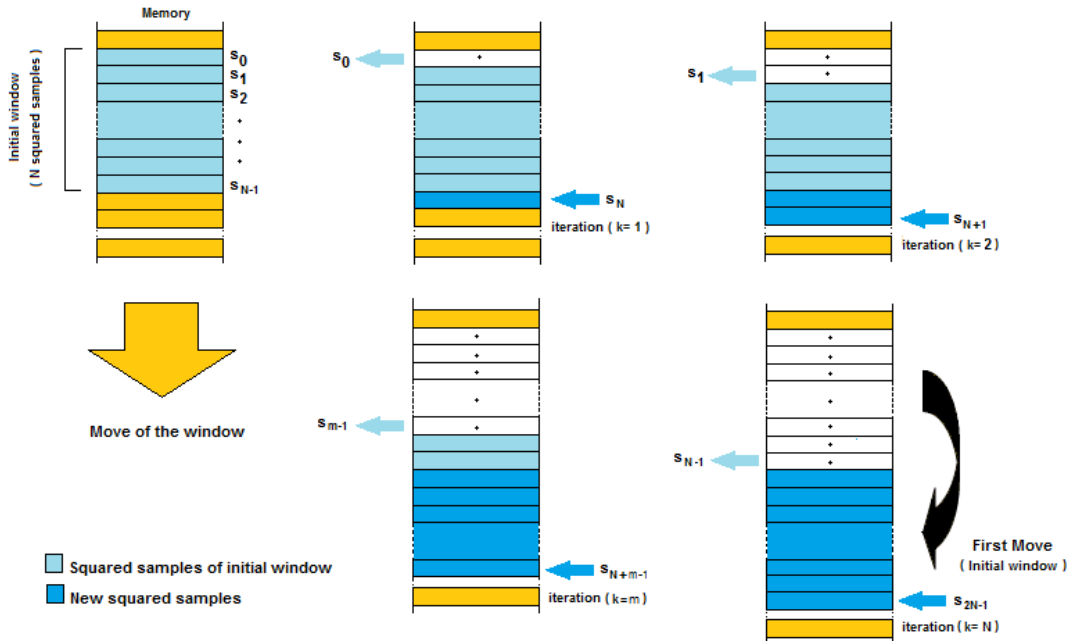 Memory
Initial window
( N squared samples )
s0
s1
s2
sN-1
s0
sN
iteration ( k= 1 )
s1
sN+1
iteration ( k= 2 )
Move of the window
sm-1
sN+m-1
iteration ( k=m )
sN-1
s2N-1
iteration ( k= N )
First Move
( Initial window )
Squared samples of initial window
New squared samples